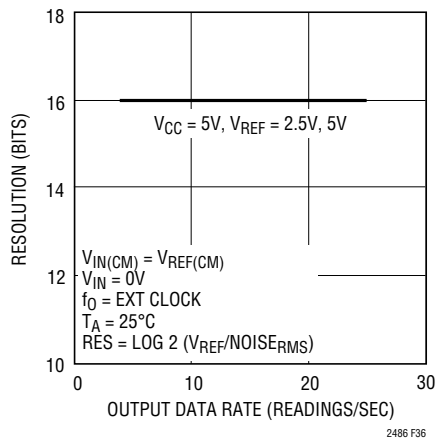 18
16
14
12
10
RESOLUTION (BITS)
VCC = 5V, VREF = 2.5V, 5V
VIN(CM) = VREF(CM)
VIN = 0V
fO = EXT CLOCK
TA = 25°C
RES = LOG 2 (VREF/NOISERMS)
0 10 20 30
OUTPUT DATA RATE (READINGS/SEC)
2486 F36